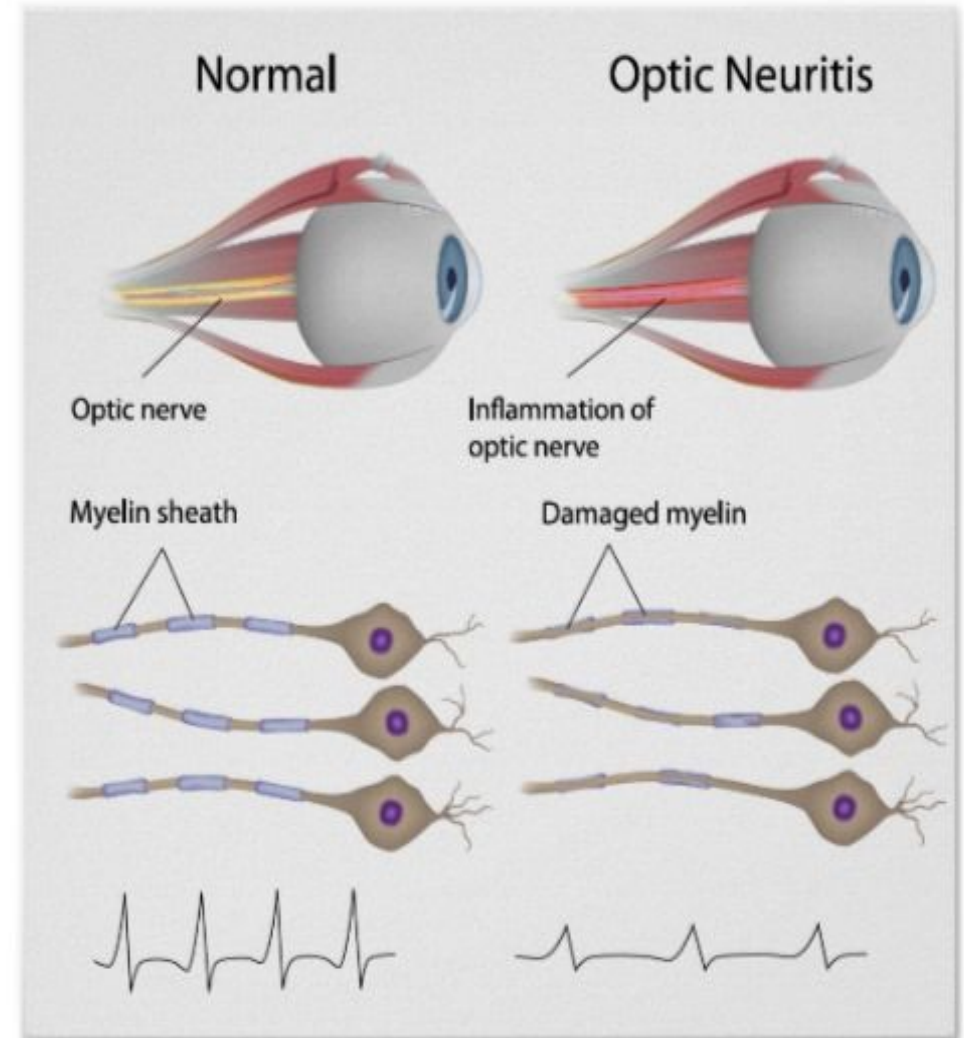 Normal
Optic Neuritis
Optic nerve
Inflammation of
optic nerve
Myelin sheath
Damaged myelin